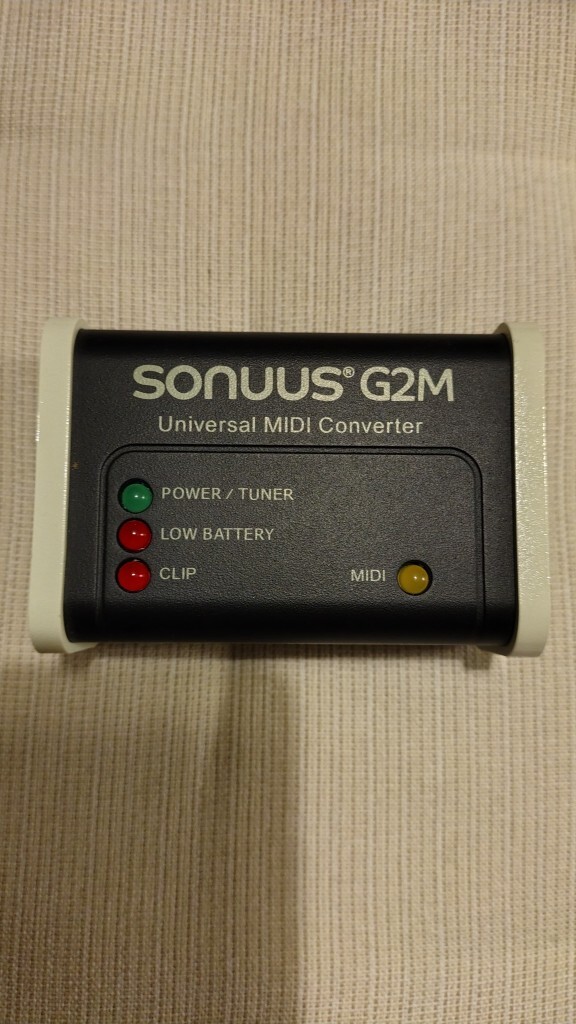 SONUUS® G2M
Universal MIDI Converter
POWER / TUNER
LOW BATTERY
CLIP
MIDI